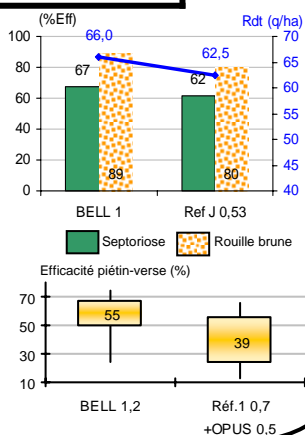 (%Eff) Rdt (q/ha)
100 66,0 70
67 62,5 65
80 62 60
60 55
40 50
20 89 80 45
0 40
BELL 1 Ref J 0,53
Septoriose Rouille brune
Efficacité piétin-verse (%)
70
55
50
39
30
10
BELL 1,2 Réf.1 0,7
+OPUS 0,5